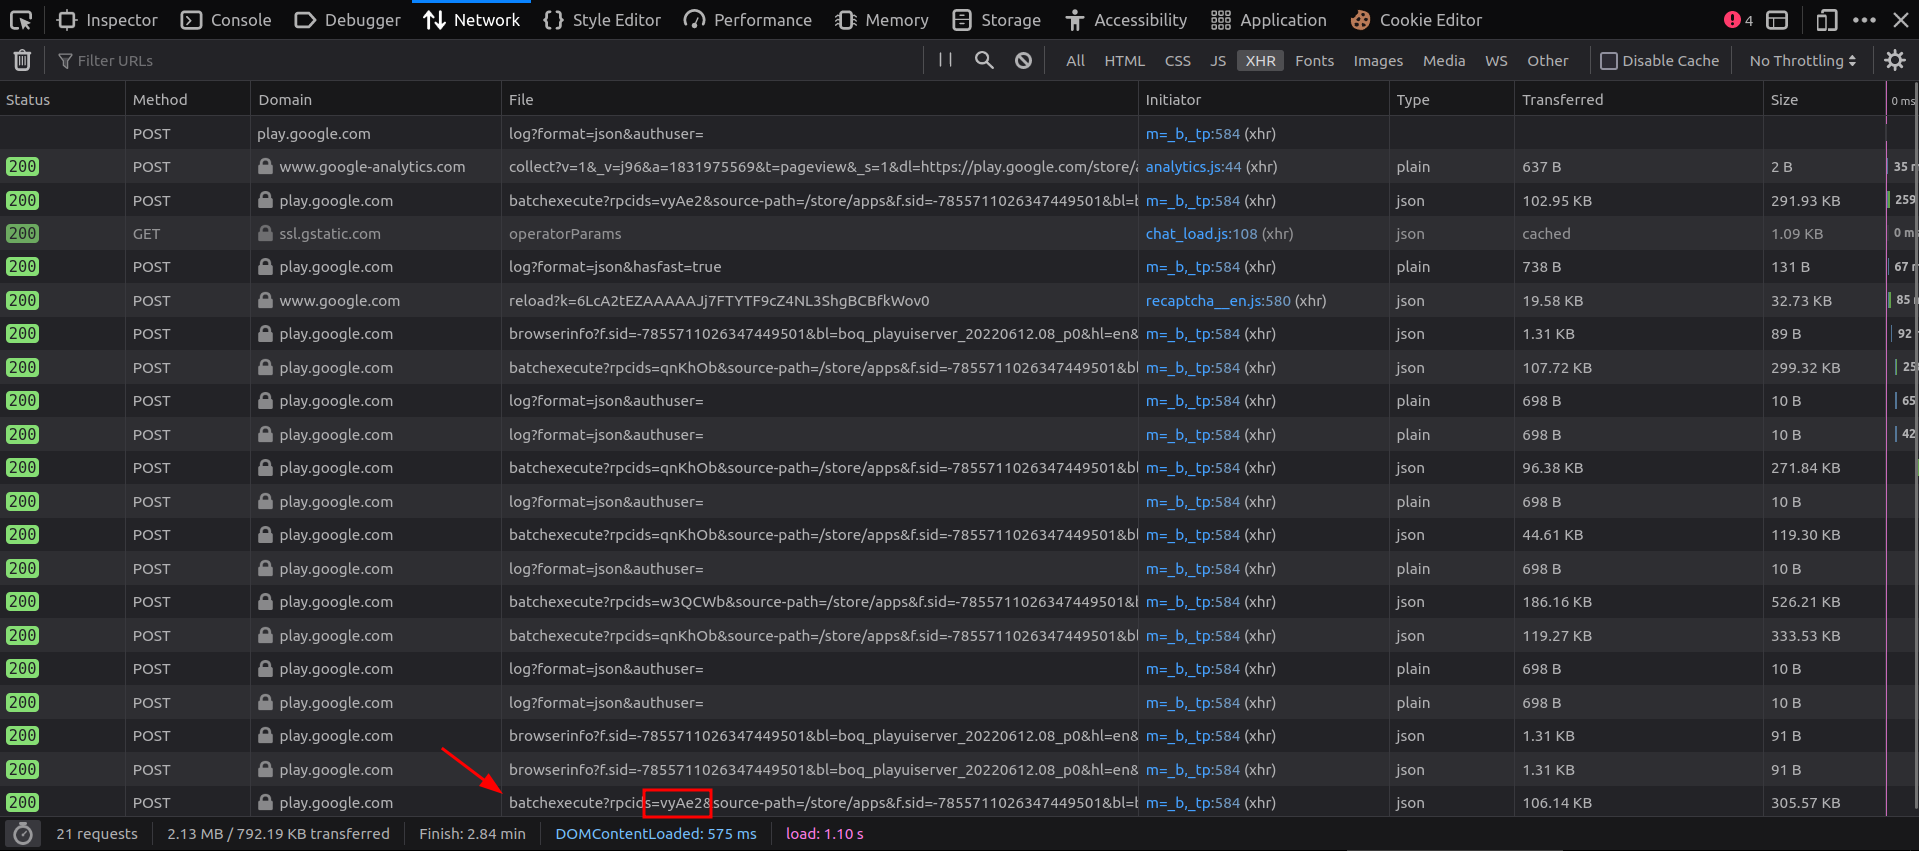 Inspector Console Debugger Network Style Editor Performance Memory Storage Accessibility Application Cookie Editor 4
Filter URLs All HTML CSS JS XHR Fonts Images Media WS Other Disable Cache No Throttling
Status Method Domain File Initiator Type Transferred Size 0 ms
POST play.google.com log?format=json&authuser= m=_b,_tp:584 (xhr)
200 POST www.google-analytics.com collect?v=1&_v=j96&a=1831975569&t=pageview&_s=1&dl=https://play.google.com/store/a analytics.js:44 (xhr) plain 637 B 2 B 35 m
200 POST play.google.com batchexecute?rpcids=vyAe2&source-path=/store/apps&f.sid=-7855711026347449501&bl=b m=_b,_tp:584 (xhr) json 102.95 KB 291.93 KB 259
200 GET ssl.gstatic.com operatorParams chat_load.js:108 (xhr) json cached 1.09 KB 0 ms
200 POST play.google.com log?format=json&hasfast=true m=_b,_tp:584 (xhr) plain 738 B 131 B 67 m
200 POST www.google.com reload?k=6LcA2tEZAAAAAJj7FTYTF9cZ4NL3ShgBCBfkWov0 recaptcha__en.js:580 (xhr) json 19.58 KB 32.73 KB 85
200 POST play.google.com browserinfo?f.sid=-7855711026347449501&bl=boq_playuiserver_20220612.08_p0&hl=en& m=_b,_tp:584 (xhr) json 1.31 KB 89 B 92
200 POST play.google.com batchexecute?rpcids=qnKhOb&source-path=/store/apps&f.sid=-7855711026347449501&bl m=_b,_tp:584 (xhr) json 107.72 KB 299.32 KB 25
200 POST play.google.com log?format=json&authuser= m=_b,_tp:584 (xhr) plain 698 B 10 B 65
200 POST play.google.com log?format=json&authuser= m=_b,_tp:584 (xhr) plain 698 B 10 B 42
200 POST play.google.com batchexecute?rpcids=qnKhOb&source-path=/store/apps&f.sid=-7855711026347449501&bl m=_b,_tp:584 (xhr) json 96.38 KB 271.84 KB
200 POST play.google.com log?format=json&authuser= m=_b,_tp:584 (xhr) plain 698 B 10 B
200 POST play.google.com batchexecute?rpcids=qnKhOb&source-path=/store/apps&f.sid=-7855711026347449501&bl m=_b,_tp:584 (xhr) json 44.61 KB 119.30 KB
200 POST play.google.com log?format=json&authuser= m=_b,_tp:584 (xhr) plain 698 B 10 B
200 POST play.google.com batchexecute?rpcids=w3QCWb&source-path=/store/apps&f.sid=-7855711026347449501&b m=_b,_tp:584 (xhr) json 186.16 KB 526.21 KB
200 POST play.google.com batchexecute?rpcids=qnKhOb&source-path=/store/apps&f.sid=-7855711026347449501&bl m=_b,_tp:584 (xhr) json 119.27 KB 333.53 KB
200 POST play.google.com log?format=json&authuser= m=_b,_tp:584 (xhr) plain 698 B 10 B
200 POST play.google.com log?format=json&authuser= m=_b,_tp:584 (xhr) plain 698 B 10 B
200 POST play.google.com browserinfo?f.sid=-7855711026347449501&bl=boq_playuiserver_20220612.08_p0&hl=en& m=_b,_tp:584 (xhr) json 1.31 KB 91 B
200 POST play.google.com browserinfo?f.sid=-7855711026347449501&bl=boq_playuiserver_20220612.08_p0&hl=en& m=_b,_tp:584 (xhr) json 1.31 KB 91 B
200 POST play.google.com batchexecute?rpcids=vyAe2&source-path=/store/apps&f.sid=-7855711026347449501&bl=b m=_b,_tp:584 (xhr) json 106.14 KB 305.57 KB
21 requests 2.13 MB / 792.19 KB transferred Finish: 2.84 min DOMContentLoaded: 575 ms load: 1.10 s